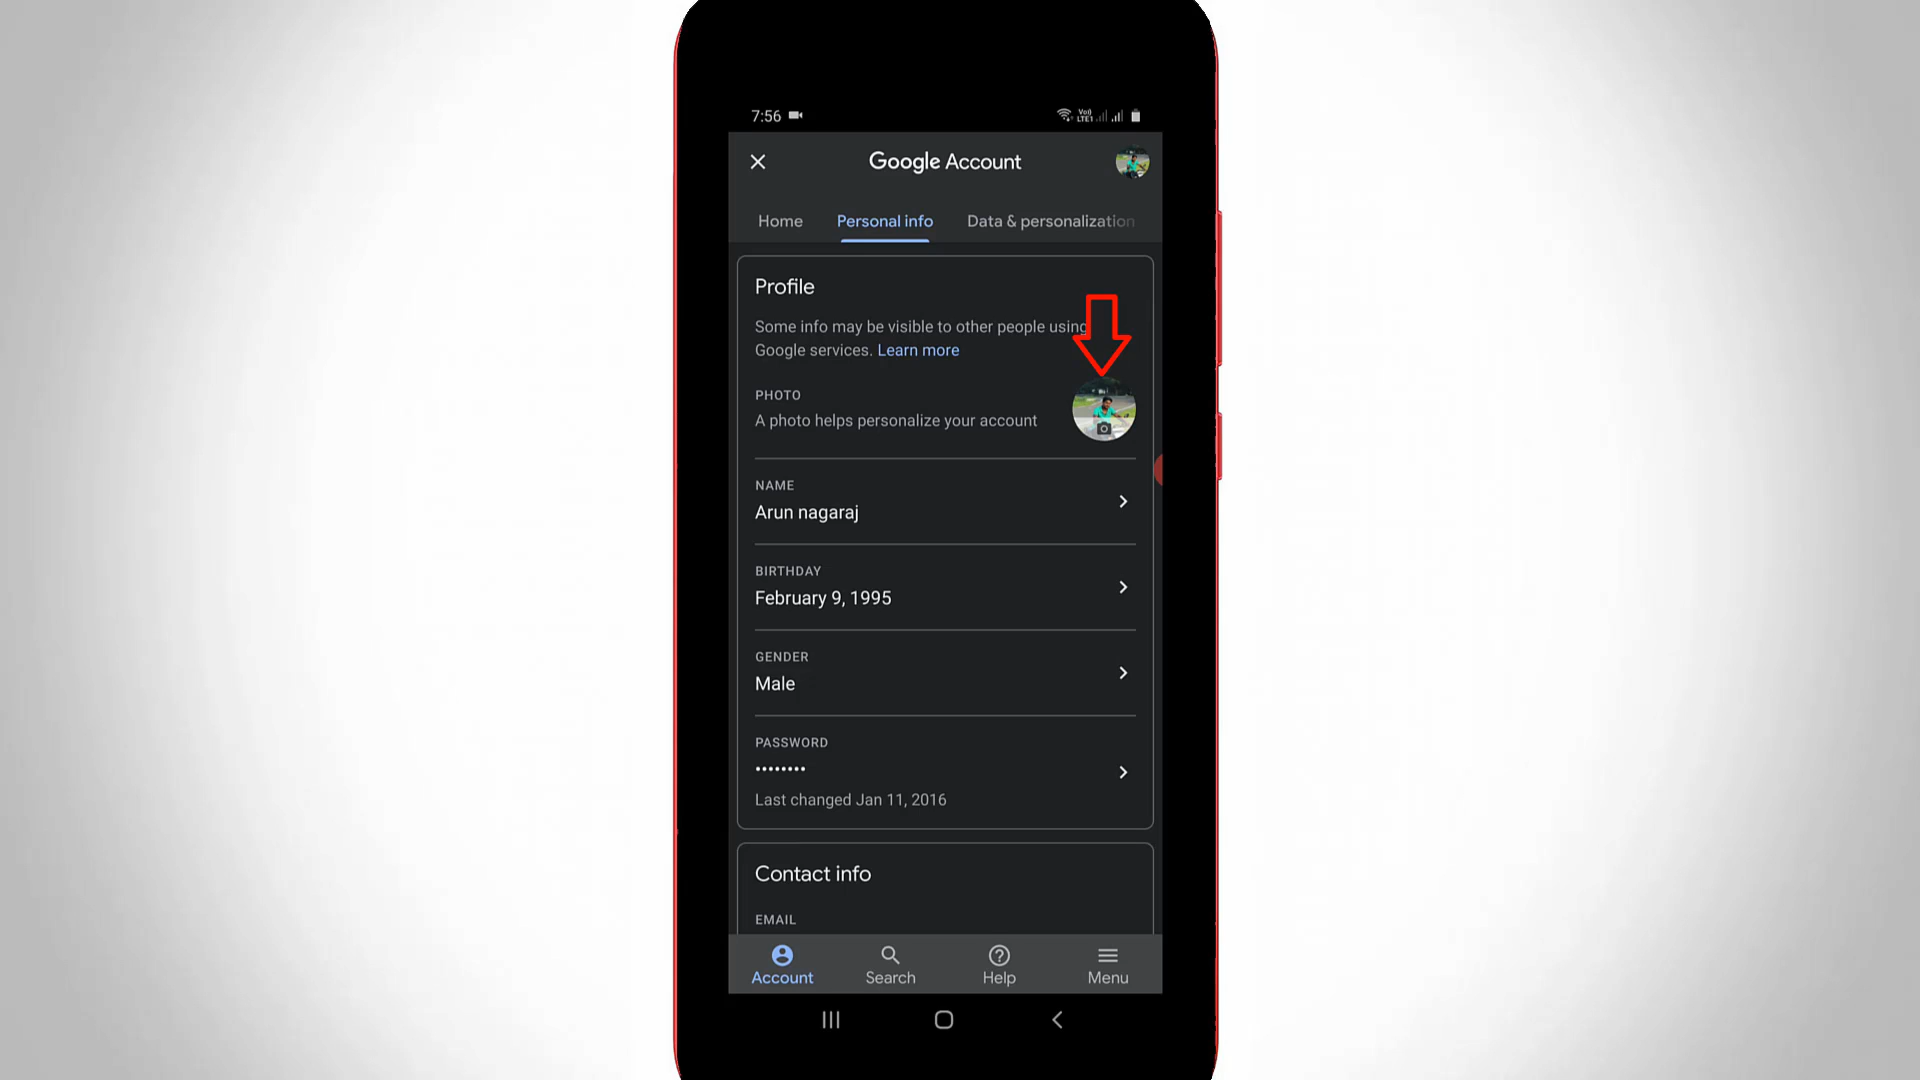 7:56
Vo)) LTE1
Google Account
Home Personal info Data & personalization
Profile
Some info may be visible to other people using
Google services. Learn more
PHOTO
A photo helps personalize your account
NAME
Arun nagaraj
BIRTHDAY
February 9, 1995
GENDER
Male
PASSWORD
••••••••
Last changed Jan 11, 2016
Contact info
EMAIL
Account Search Help Menu